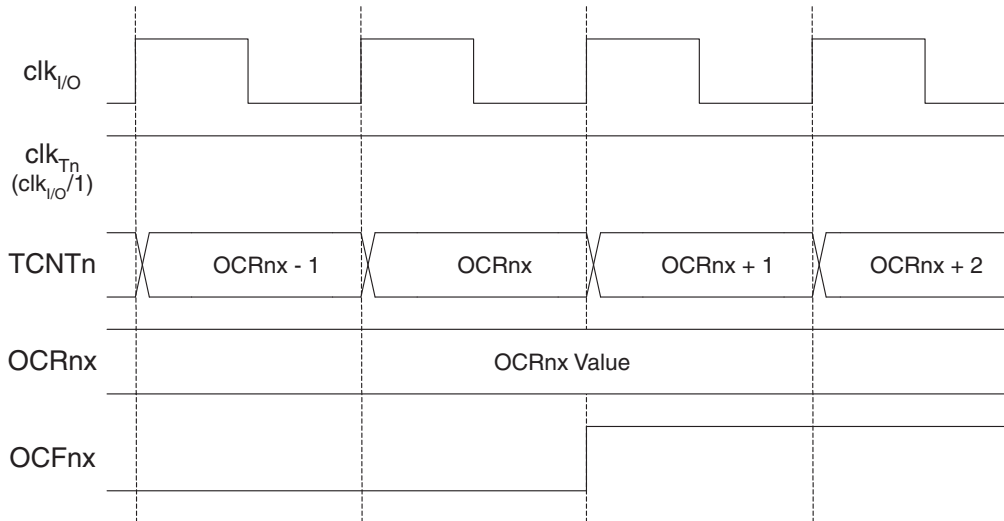 clkI/O
clkTn
(clkI/O/1)
TCNTn
OCRnx - 1
OCRnx
OCRnx + 1
OCRnx + 2
OCRnx
OCRnx Value
OCFnx